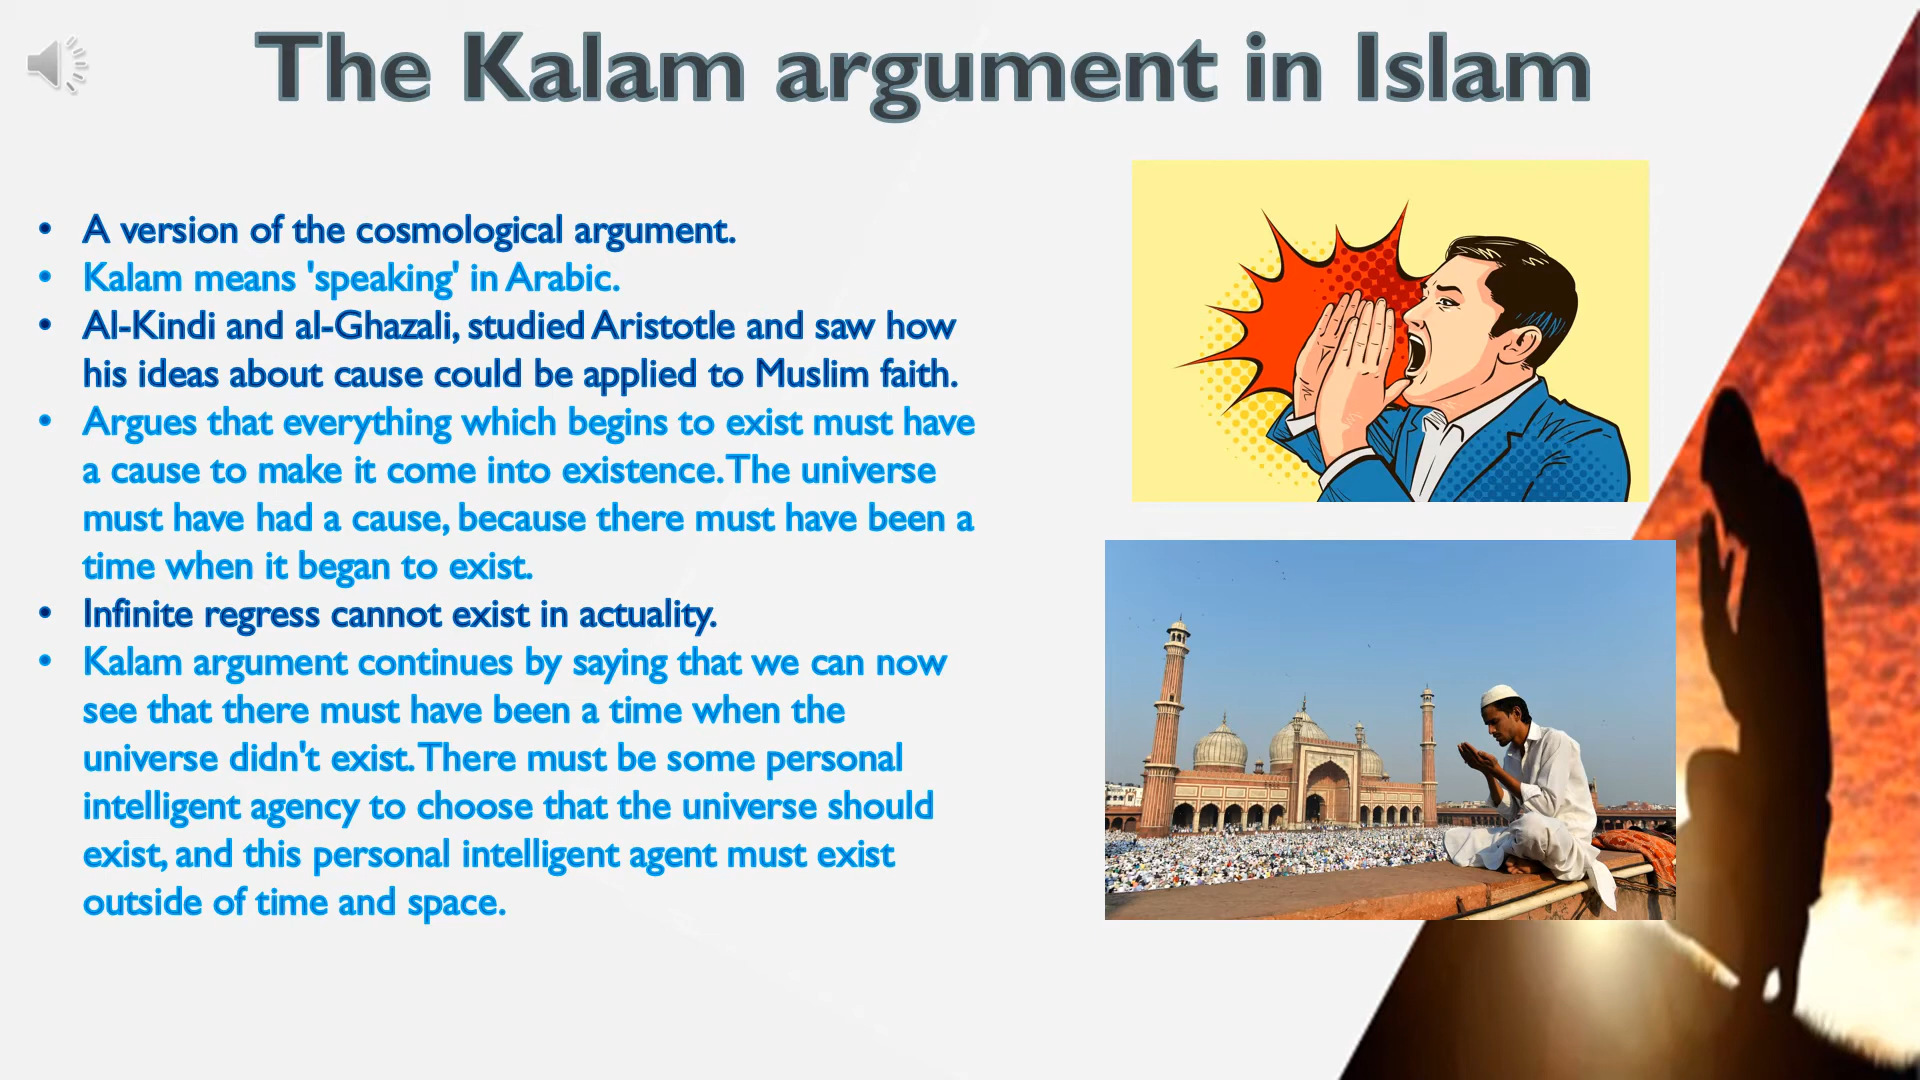 The Kalam argument in Islam
• A version of the cosmological argument.
• Kalam means 'speaking' in Arabic.
• Al-Kindi and al-Ghazali, studied Aristotle and saw how
his ideas about cause could be applied to Muslim faith.
• Argues that everything which begins to exist must have
a cause to make it come into existence. The universe
must have had a cause, because there must have been a
time when it began to exist.
• Infinite regress cannot exist in actuality.
• Kalam argument continues by saying that we can now
see that there must have been a time when the
universe didn't exist. There must be some personal
intelligent agency to choose that the universe should
exist, and this personal intelligent agent must exist
outside of time and space.